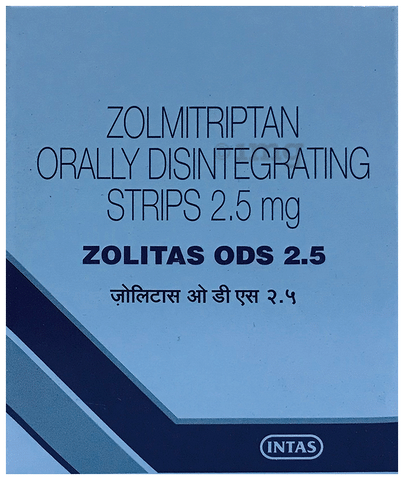 ZOLMITRIPTAN
ORALLY DISINTEGRATING
STRIPS 2.5 mg
ZOLITAS ODS 2.5
ज़ोलिटास ओ डी एस २.५
INTAS